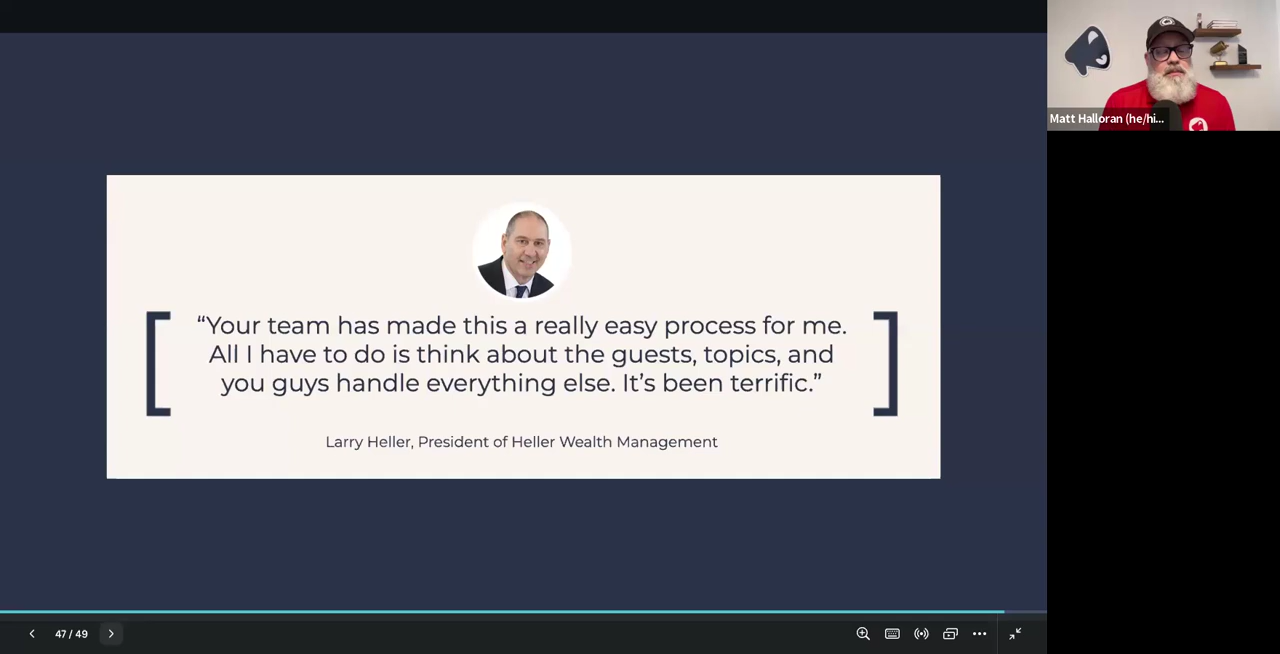 “Your team has made this a really easy process for me.
All I have to do is think about the guests, topics, and
you guys handle everything else. It’s been terrific.”
Larry Heller, President of Heller Wealth Management
Matt Halloran (he/hi...
47 / 49